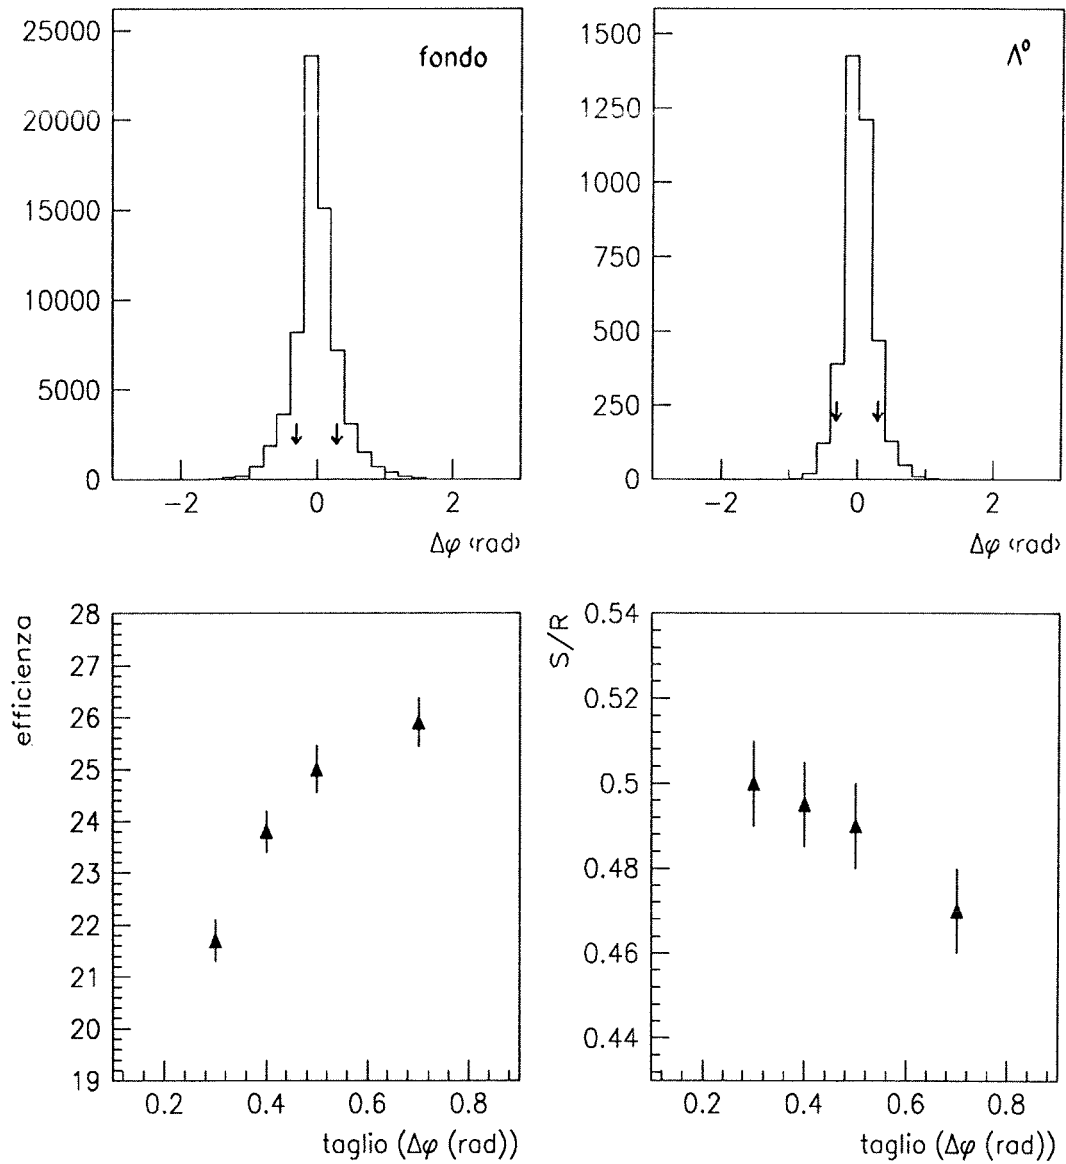 fondo
25000
20000
15000
10000
5000
0
−2 0 2
Δφ (rad)
Λ⁰
1500
1250
1000
750
500
250
0
−2 0 2
Δφ (rad)
efficienza
28
27
26
25
24
23
22
21
20
19
0.2 0.4 0.6 0.8
taglio (Δφ (rad))
S/R
0.54
0.52
0.5
0.48
0.46
0.44
0.2 0.4 0.6 0.8
taglio (Δφ (rad))